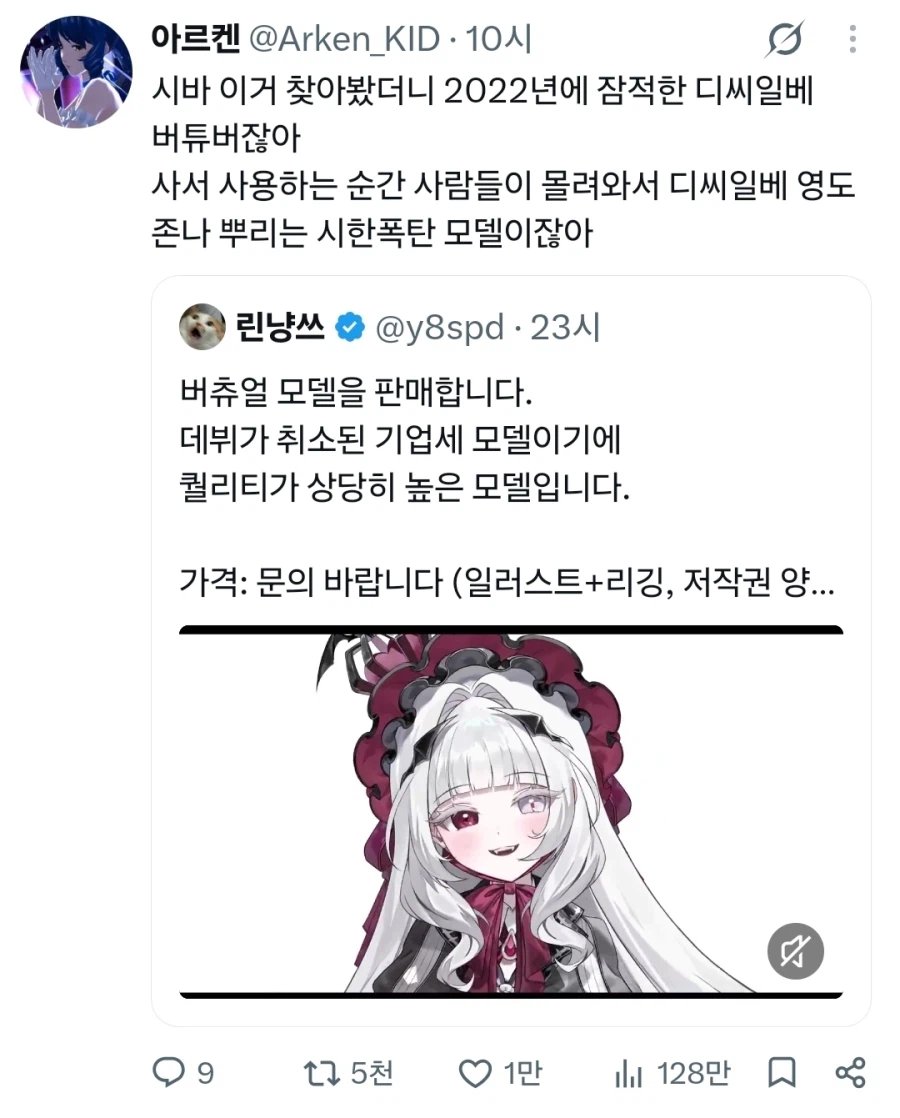 아르켄 @Arken_KID · 10시
시바 이거 찾아봤더니 2022년에 잠적한 디씨일베
버튜버잖아
사서 사용하는 순간 사람들이 몰려와서 디씨일베 영도
존나 뿌리는 시한폭탄 모델이잖아
린냥쓰 @y8spd · 23시
버츄얼 모델을 판매합니다.
데뷔가 취소된 기업세 모델이기에
퀄리티가 상당히 높은 모델입니다.
가격: 문의 바랍니다 (일러스트+리깅, 저작권 양...
9 5천 1만 128만